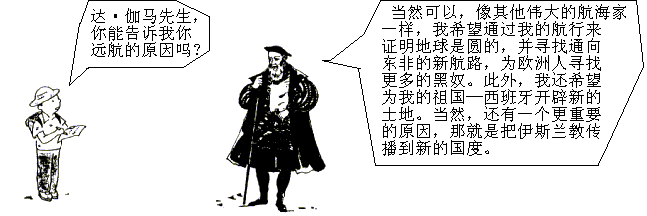 达·伽马先生，
你能告诉我你
远航的原因吗？
当然可以，像其他伟大的航海家
一样，我希望通过我的航行来
证明地球是圆的，并寻找通向
东非的新航路，为欧洲人寻找
更多的黑奴。此外，我还希望
为我的祖国—西班牙开辟新的
土地。当然，还有一个更重要
的原因，那就是把伊斯兰教传
播到新的国度。